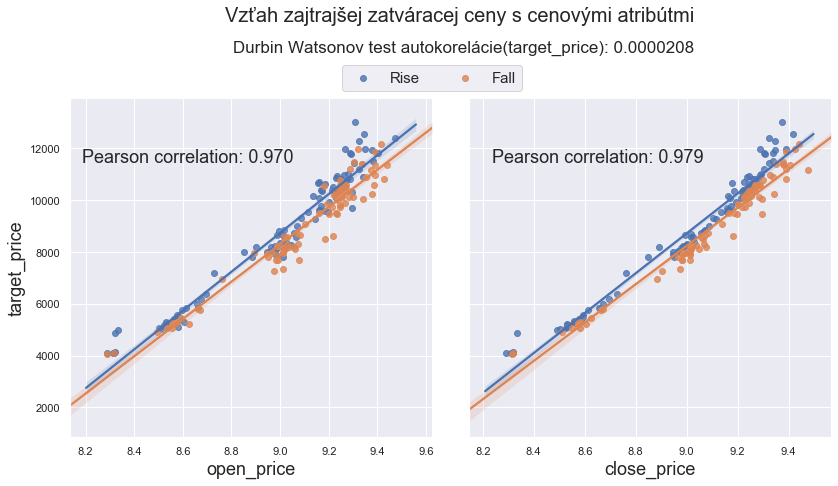 Vzťah zajtrajšej zatváracej ceny s cenovými atribútmi
Durbin Watsonov test autokorelácie(target_price): 0.0000208
Rise Fall
Pearson correlation: 0.970
Pearson correlation: 0.979
target_price
12000
10000
8000
6000
4000
2000
8.2 8.4 8.6 8.8 9.0 9.2 9.4 9.6
8.2 8.4 8.6 8.8 9.0 9.2 9.4
open_price
close_price